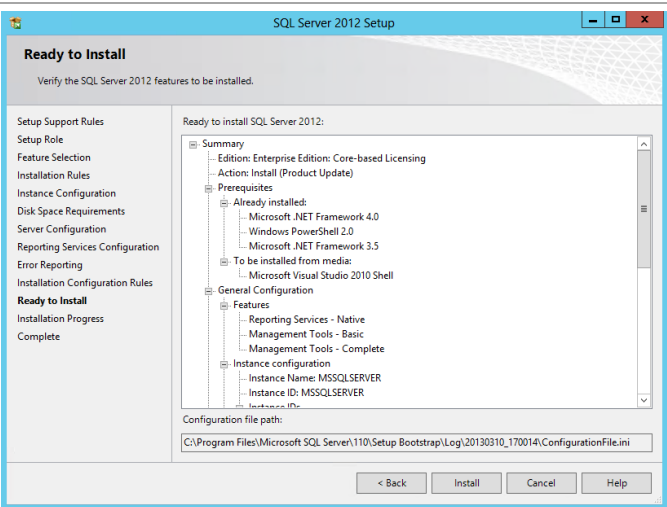 SQL Server 2012 Setup
Ready to Install
Verify the SQL Server 2012 features to be installed.
Setup Support Rules
Setup Role
Feature Selection
Installation Rules
Instance Configuration
Disk Space Requirements
Server Configuration
Reporting Services Configuration
Error Reporting
Installation Configuration Rules
Ready to Install
Installation Progress
Complete
Ready to install SQL Server 2012:
Summary
Edition: Enterprise Edition: Core-based Licensing
Action: Install (Product Update)
Prerequisites
Already installed:
Microsoft .NET Framework 4.0
Windows PowerShell 2.0
Microsoft .NET Framework 3.5
To be installed from media:
Microsoft Visual Studio 2010 Shell
General Configuration
Features
Reporting Services - Native
Management Tools - Basic
Management Tools - Complete
Instance configuration
Instance Name: MSSQLSERVER
Instance ID: MSSQLSERVER
Instance IDs
Configuration file path:
C:\Program Files\Microsoft SQL Server\110\Setup Bootstrap\Log\20130310_170014\ConfigurationFile.ini
< Back
Install
Cancel
Help